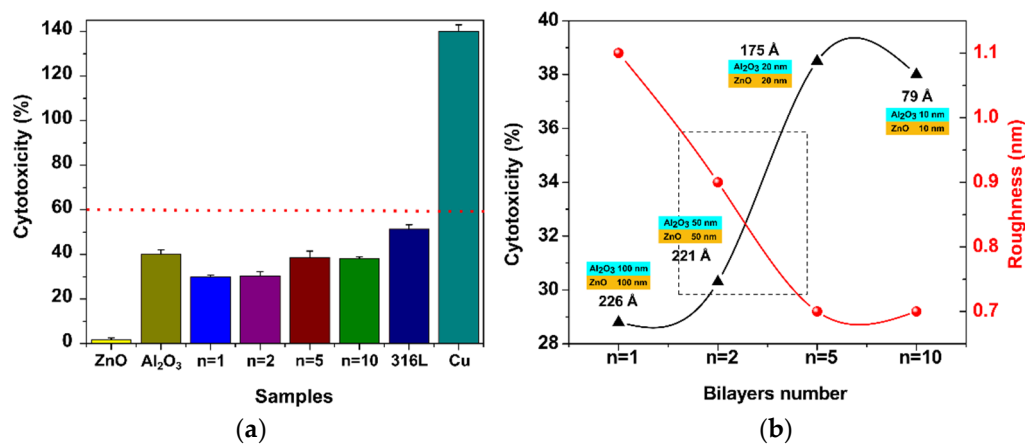 140
120
100
80
60
40
20
0
Cytotoxicity (%)
ZnO Al₂O₃ n=1 n=2 n=5 n=10 316L Cu
Samples
(a)
40
38
36
34
32
30
28
Cytotoxicity (%)
175 Å
Al₂O₃ 20 nm
ZnO 20 nm
79 Å
Al₂O₃ 10 nm
ZnO 10 nm
Al₂O₃ 50 nm
ZnO 50 nm
221 Å
Al₂O₃ 100 nm
ZnO 100 nm
226 Å
1.1
1.0
0.9
0.8
0.7
Roughness (nm)
n=1 n=2 n=5 n=10
Bilayers number
(b)